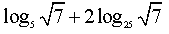 log₅ √7 + 2 log₂₅ √7